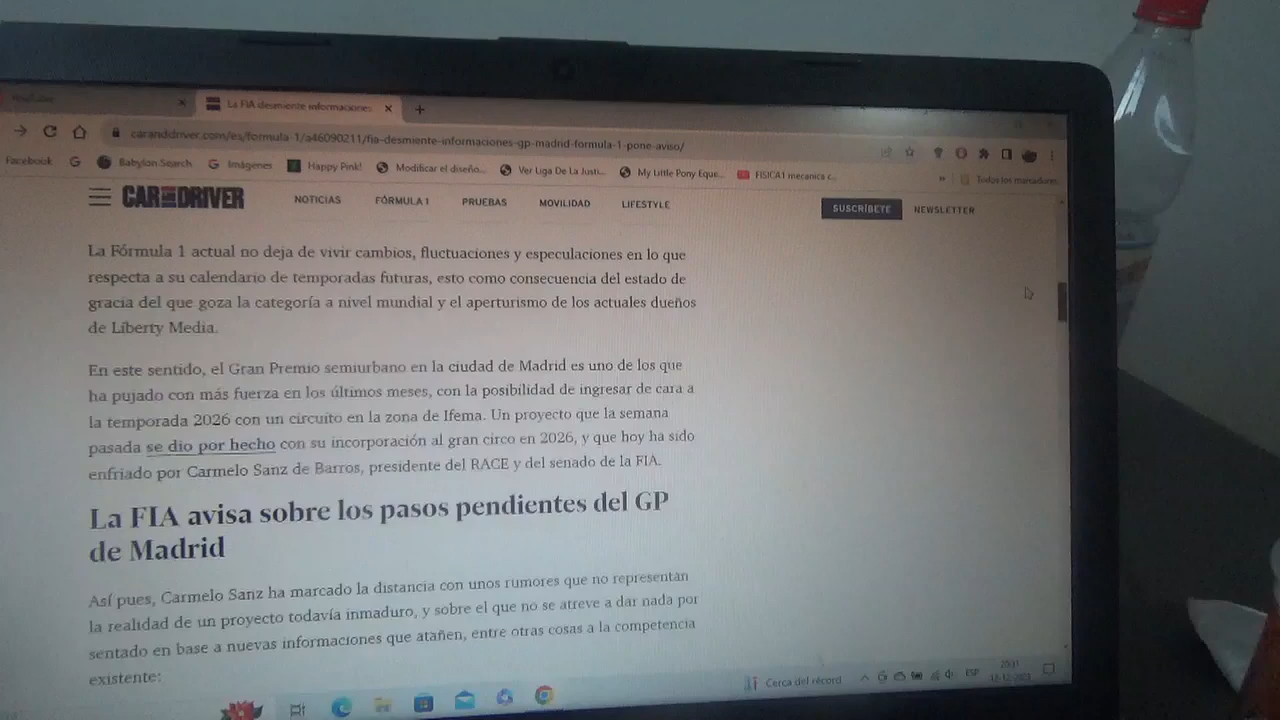 YouTube
La FIA desmiente informaciones
caranddriver.com/es/formula-1/a46090211/fia-desmiente-informaciones-gp-madrid-formula-1-pone-aviso/
Facebook
Babylon Search
Imágenes
Happy Pink!
Modificar el diseño...
Ver Liga De La Justi...
My Little Pony Eque...
FISICA1 mecanica c...
»
Todos los marcadores
CAR AND DRIVER
NOTICIAS
FÓRMULA 1
PRUEBAS
MOVILIDAD
LIFESTYLE
SUSCRÍBETE
NEWSLETTER
La Fórmula 1 actual no deja de vivir cambios, fluctuaciones y especulaciones en lo que
respecta a su calendario de temporadas futuras, esto como consecuencia del estado de
gracia del que goza la categoría a nivel mundial y el aperturismo de los actuales dueños
de Liberty Media.
En este sentido, el Gran Premio semiurbano en la ciudad de Madrid es uno de los que
ha pujado con más fuerza en los últimos meses, con la posibilidad de ingresar de cara a
la temporada 2026 con un circuito en la zona de Ifema. Un proyecto que la semana
pasada se dio por hecho con su incorporación al gran circo en 2026, y que hoy ha sido
enfriado por Carmelo Sanz de Barros, presidente del RACE y del senado de la FIA.
La FIA avisa sobre los pasos pendientes del GP
de Madrid
Así pues, Carmelo Sanz ha marcado la distancia con unos rumores que no representan
la realidad de un proyecto todavía inmaduro, y sobre el que no se atreve a dar nada por
sentado en base a nuevas informaciones que atañen, entre otras cosas a la competencia
existente:
Cerca del récord
ESP